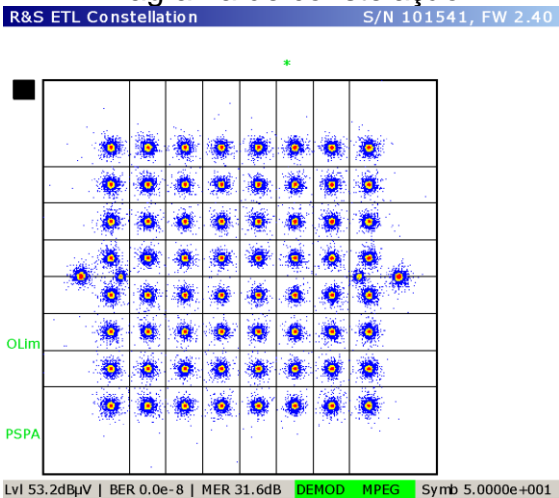 R&S ETL Constellation S/N 101541, FW 2.40
*
OLim
PSPA
Lvl 53.2dBµV | BER 0.0e-8 | MER 31.6dB DEMOD MPEG Symb 5.0000e+001